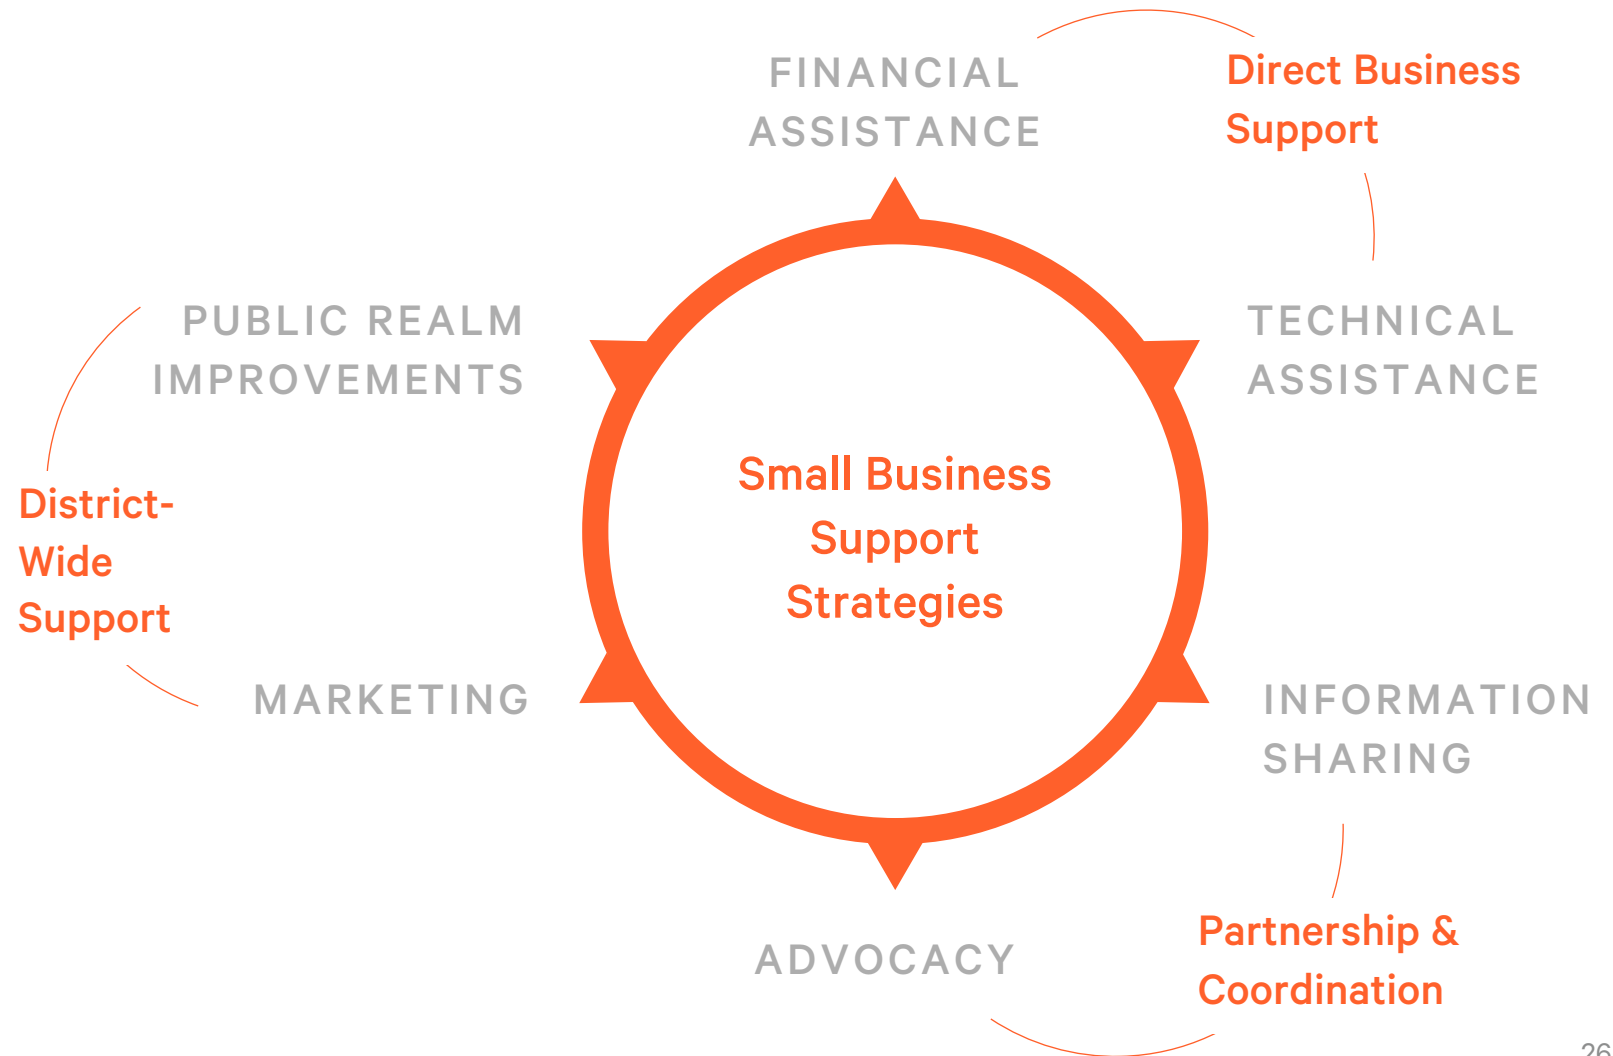 FINANCIAL
ASSISTANCE
Direct Business
Support
TECHNICAL
ASSISTANCE
PUBLIC REALM
IMPROVEMENTS
Small Business
Support
Strategies
District-
Wide
Support
MARKETING
INFORMATION
SHARING
ADVOCACY
Partnership &
Coordination
26